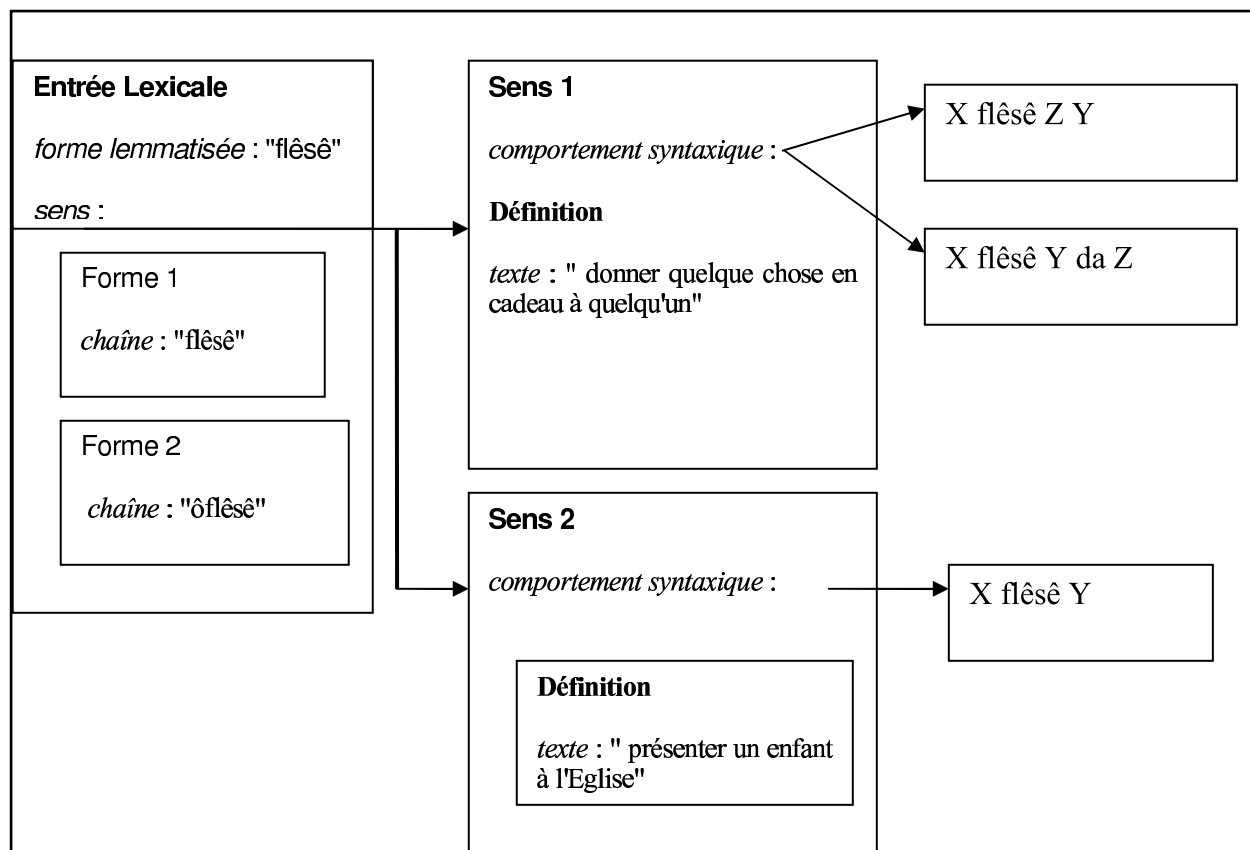 Entrée Lexicale
forme lemmatisée : "flêsê"
sens :
Forme 1
chaîne : "flêsê"
Forme 2
chaîne : "ôflêsê"
Sens 1
comportement syntaxique :
Définition
texte : " donner quelque chose en
cadeau à quelqu'un"
X flêsê Z Y
X flêsê Y da Z
Sens 2
comportement syntaxique :
Définition
texte : " présenter un enfant
à l'Eglise"
X flêsê Y